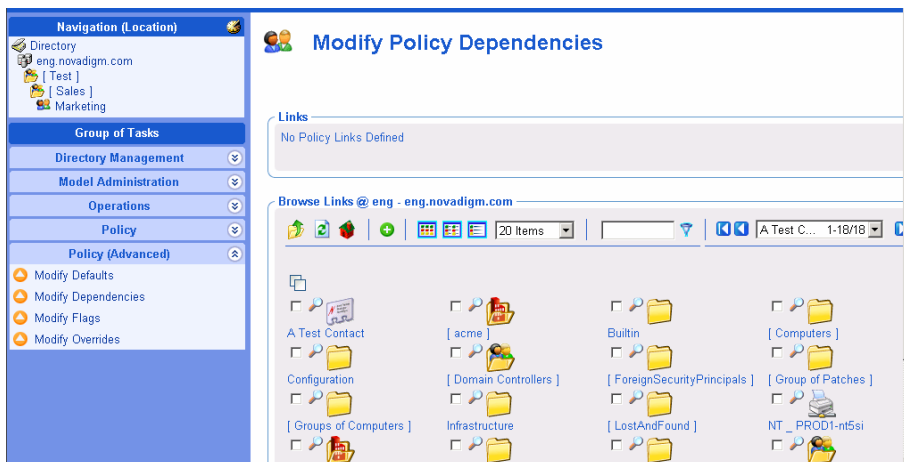 Navigation (Location)
Directory
eng.novadigm.com
[ Test ]
[ Sales ]
Marketing
Group of Tasks
Directory Management
Model Administration
Operations
Policy
Policy (Advanced)
Modify Defaults
Modify Dependencies
Modify Flags
Modify Overrides
Modify Policy Dependencies
Links
No Policy Links Defined
Browse Links @ eng - eng.novadigm.com
20 Items A Test C... 1-18/18
A Test Contact [ acme ] Builtin [ Computers ]
Configuration [ Domain Controllers ] [ ForeignSecurityPrincipals ] [ Group of Patches ]
[ Groups of Computers ] Infrastructure [ LostAndFound ] NT _ PROD1-nt5si